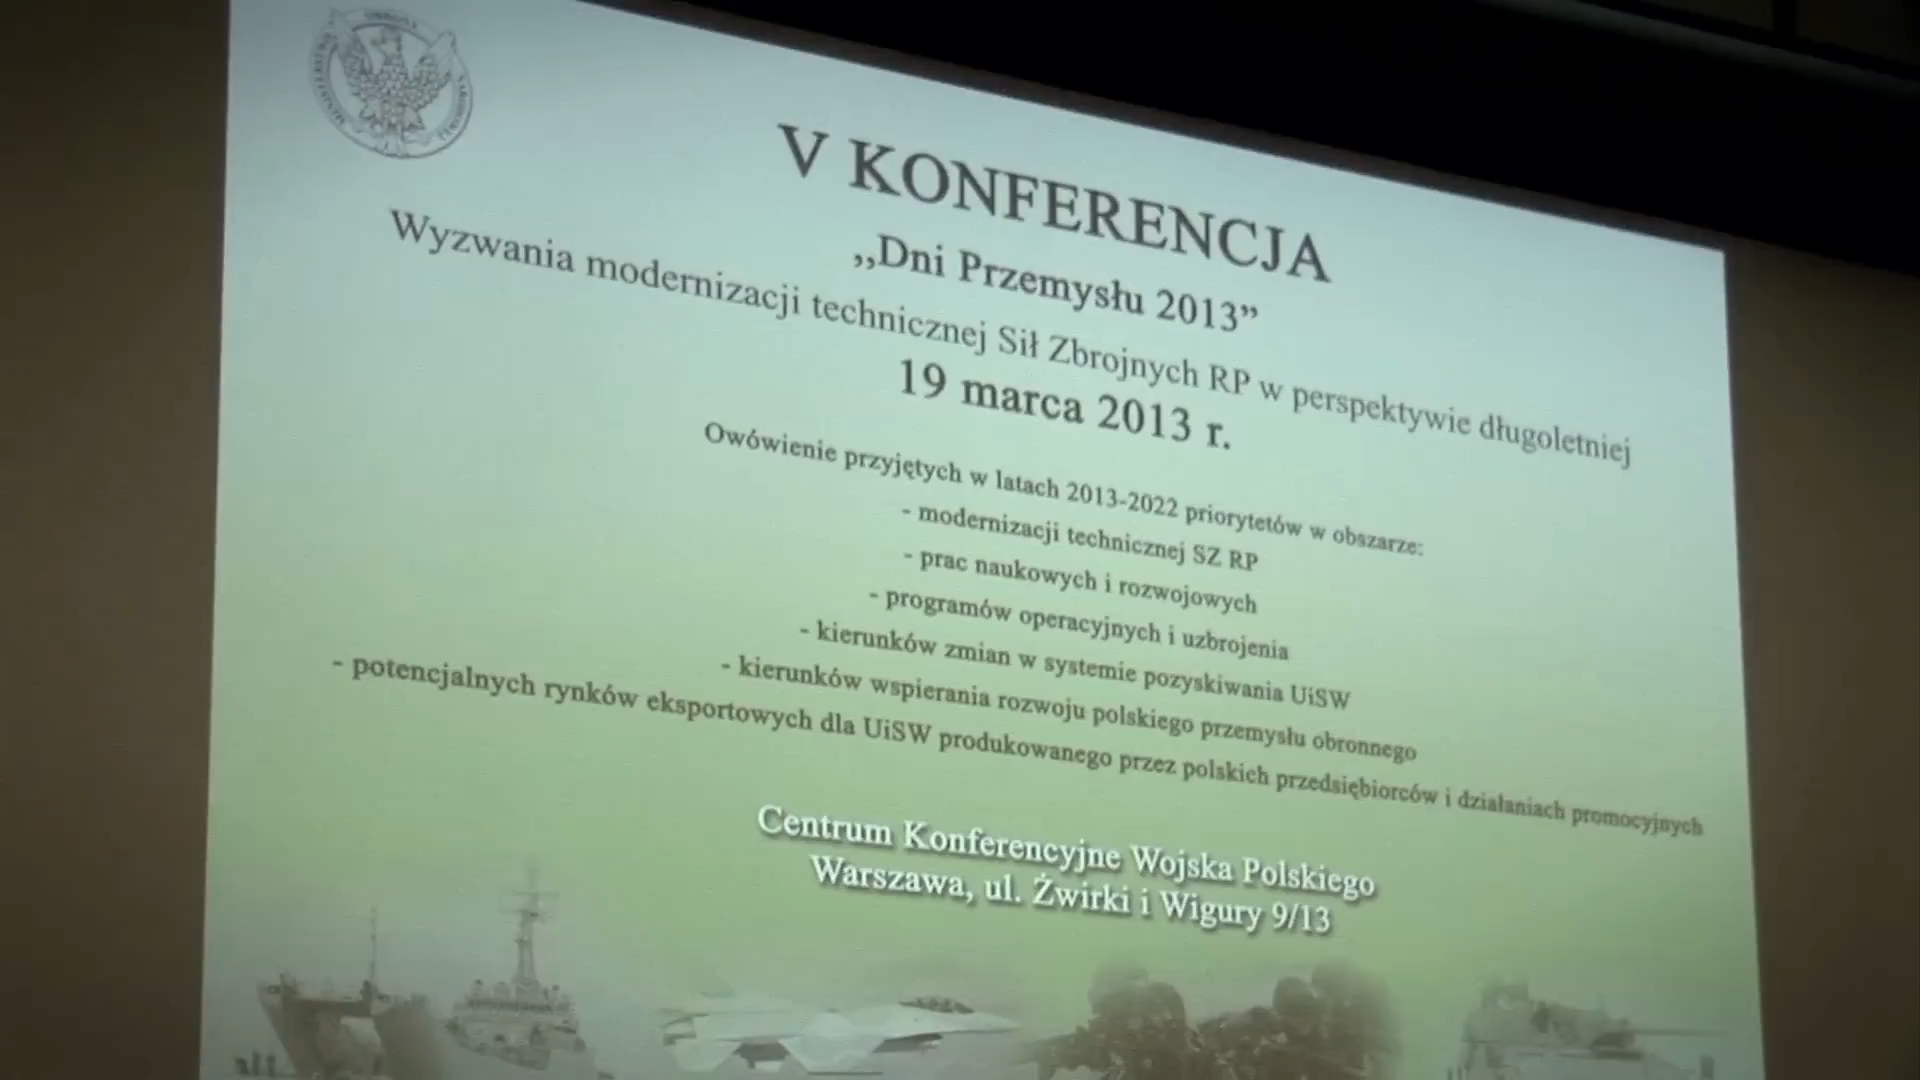 V KONFERENCJA
,,Dni Przemysłu 2013”
Wyzwania modernizacji technicznej Sił Zbrojnych RP w perspektywie długoletniej
19 marca 2013 r.
Owówienie przyjętych w latach 2013-2022 priorytetów w obszarze:
- modernizacji technicznej SZ RP
- prac naukowych i rozwojowych
- programów operacyjnych i uzbrojenia
- kierunków zmian w systemie pozyskiwania UiSW
- kierunków wspierania rozwoju polskiego przemysłu obronnego
- potencjalnych rynków eksportowych dla UiSW produkowanego przez polskich przedsiębiorców i działaniach promocyjnych
Centrum Konferencyjne Wojska Polskiego
Warszawa, ul. Żwirki i Wigury 9/13